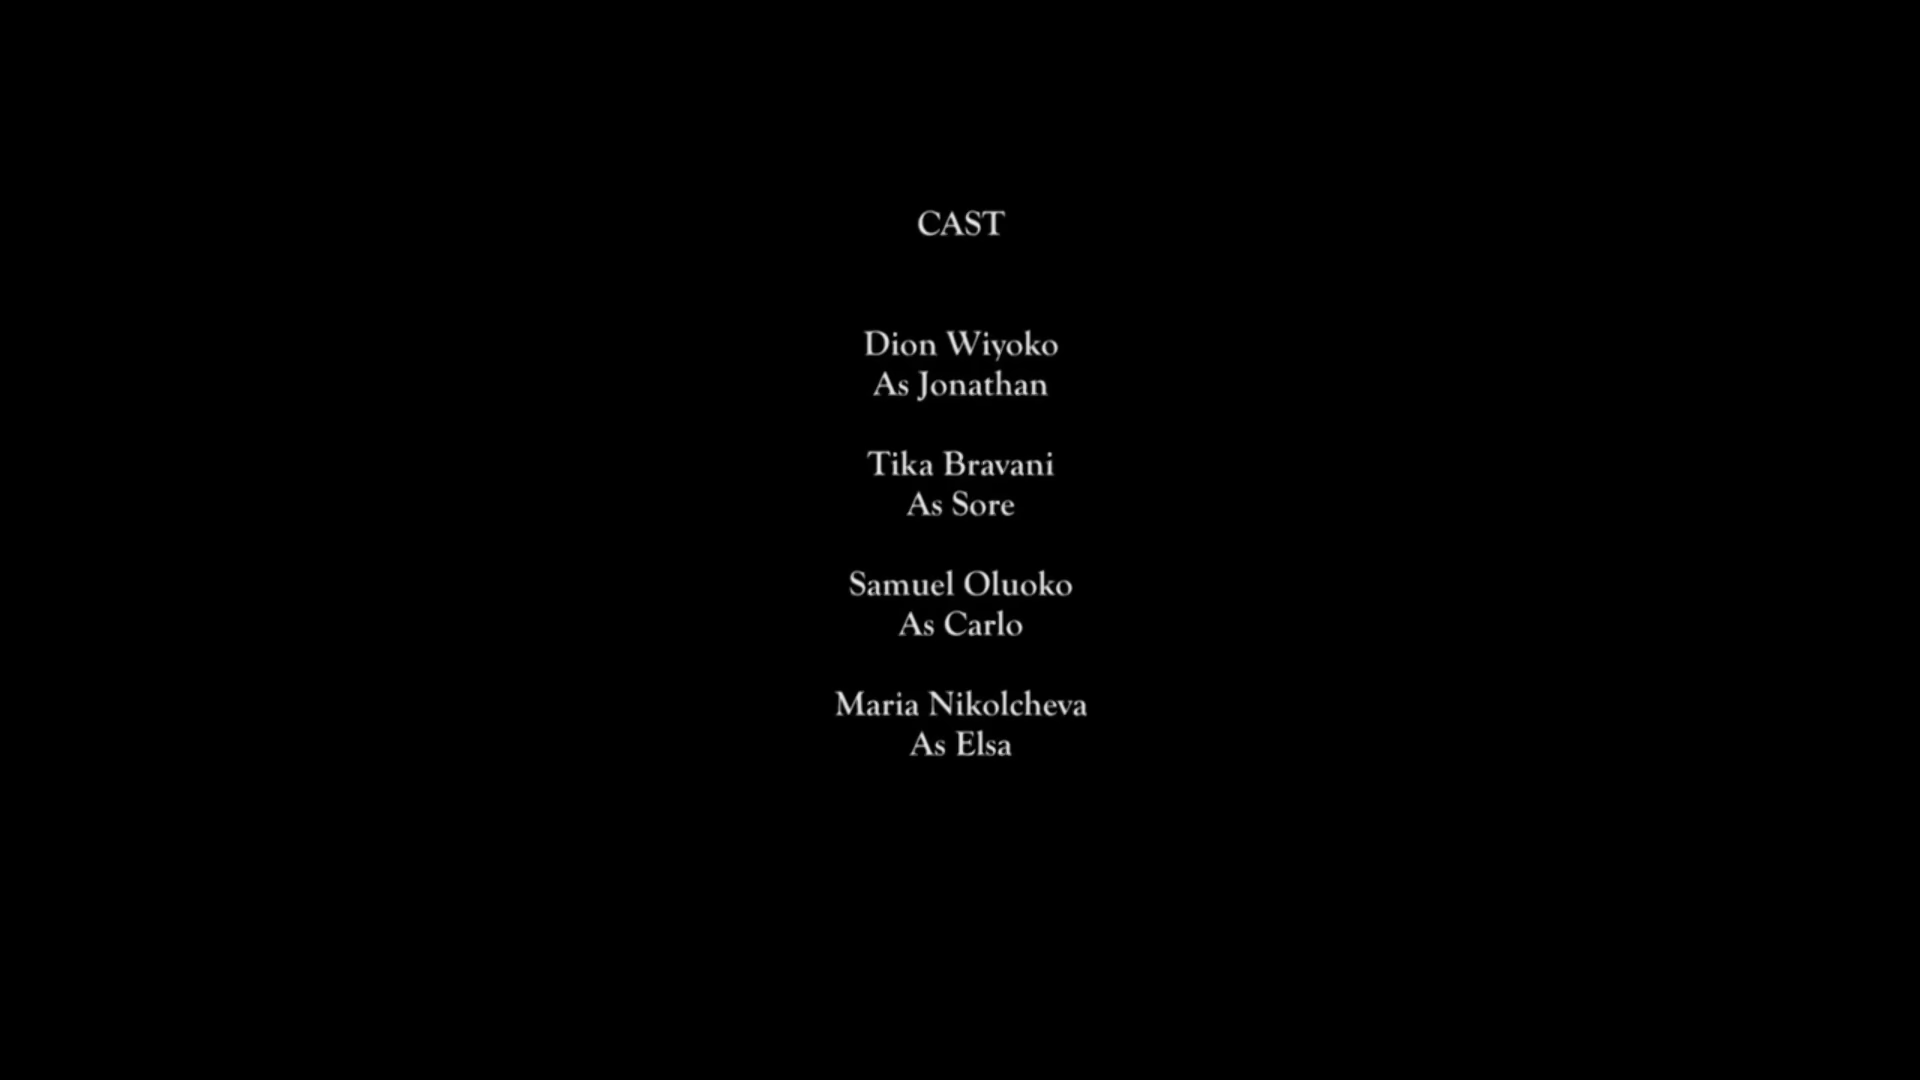 CAST
Dion Wiyoko
As Jonathan
Tika Bravani
As Sore
Samuel Oluoko
As Carlo
Maria Nikolcheva
As Elsa